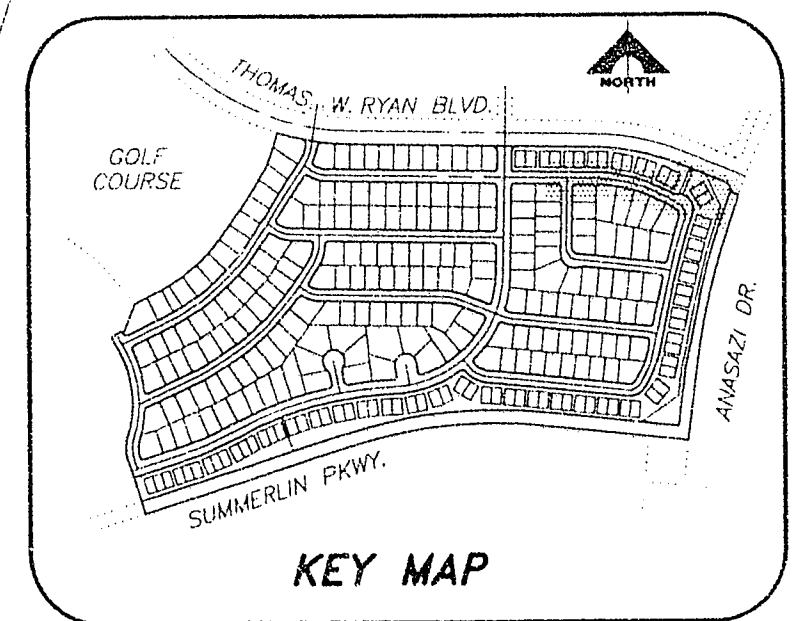 NORTH
THOMAS W. RYAN BLVD.
GOLF
COURSE
ANASAZI DR.
SUMMERLIN PKWY.
KEY MAP